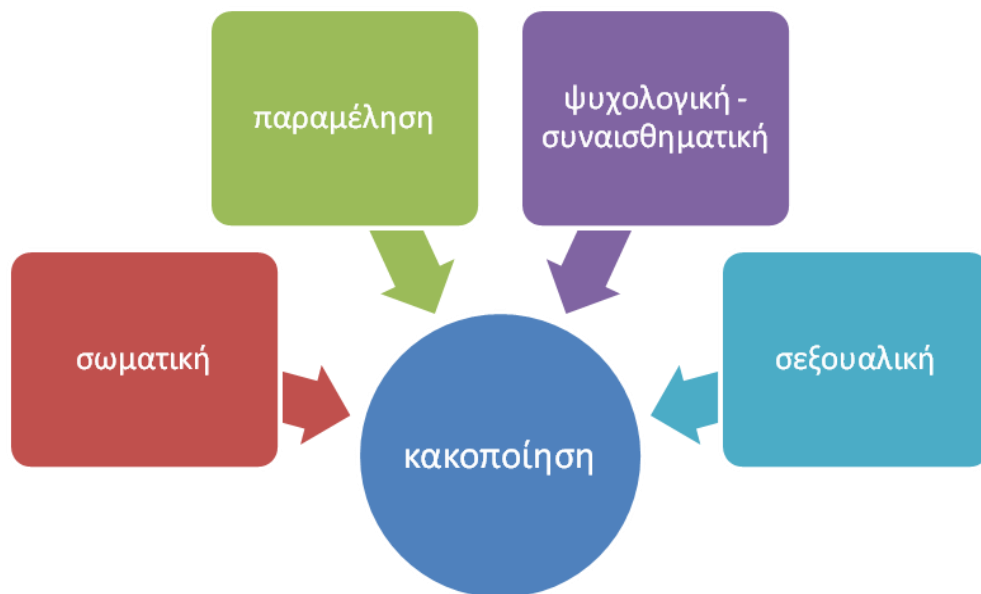 παραμέληση
ψυχολογική -
συναισθηματική
σωματική
σεξουαλική
κακοποίηση